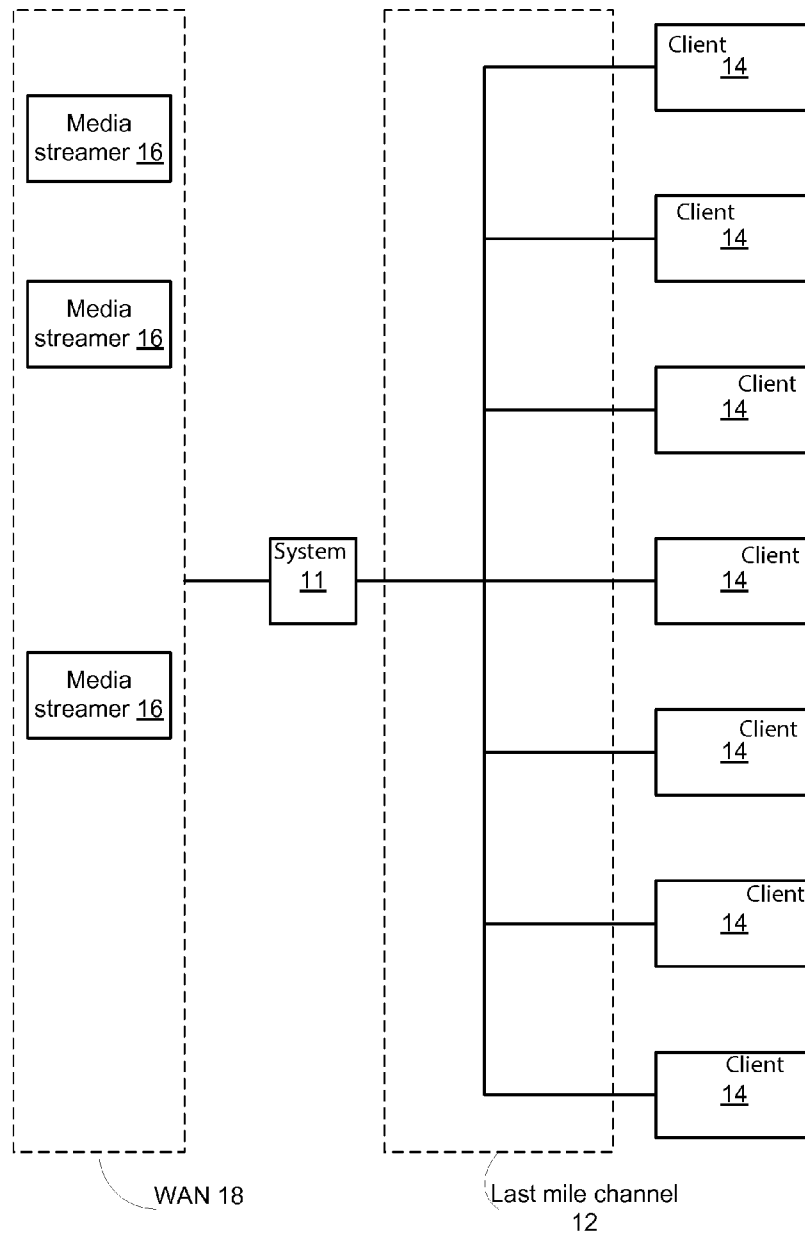 Media
streamer 16
Media
streamer 16
Media
streamer 16
WAN 18
System
11
Last mile channel
12
Client
14
Client
14
Client
14
Client
14
Client
14
Client
14
Client
14